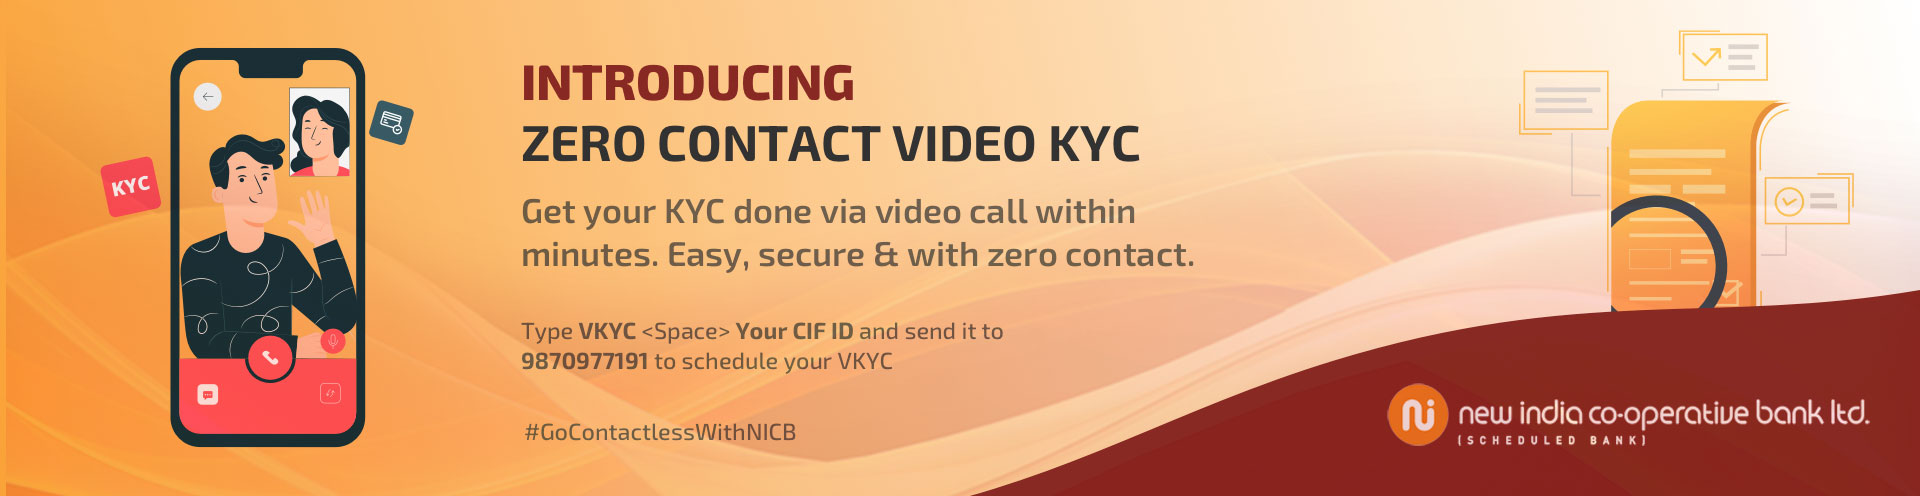 KYC
INTRODUCING
ZERO CONTACT VIDEO KYC
Get your KYC done via video call within
minutes. Easy, secure & with zero contact.
Type VKYC <Space> Your CIF ID and send it to
9870977191 to schedule your VKYC
#GoContactlessWithNICB
ni new india co-operative bank ltd.
[SCHEDULED BANK]